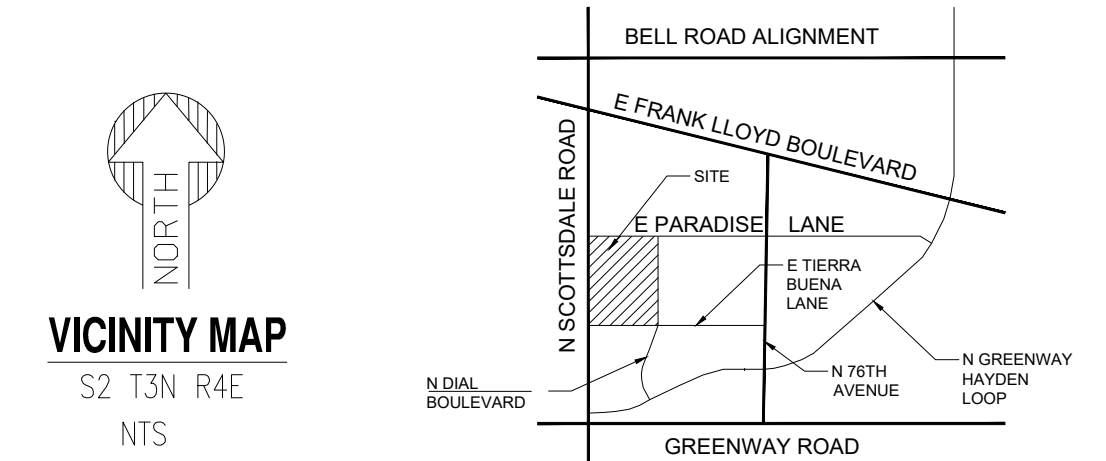 NORTH
VICINITY MAP
S2 T3N R4E
NTS
BELL ROAD ALIGNMENT
E FRANK LLOYD BOULEVARD
N SCOTTSDALE ROAD
SITE
E PARADISE LANE
E TIERRA
BUENA
LANE
N DIAL
BOULEVARD
N 76TH
AVENUE
N GREENWAY
HAYDEN
LOOP
GREENWAY ROAD